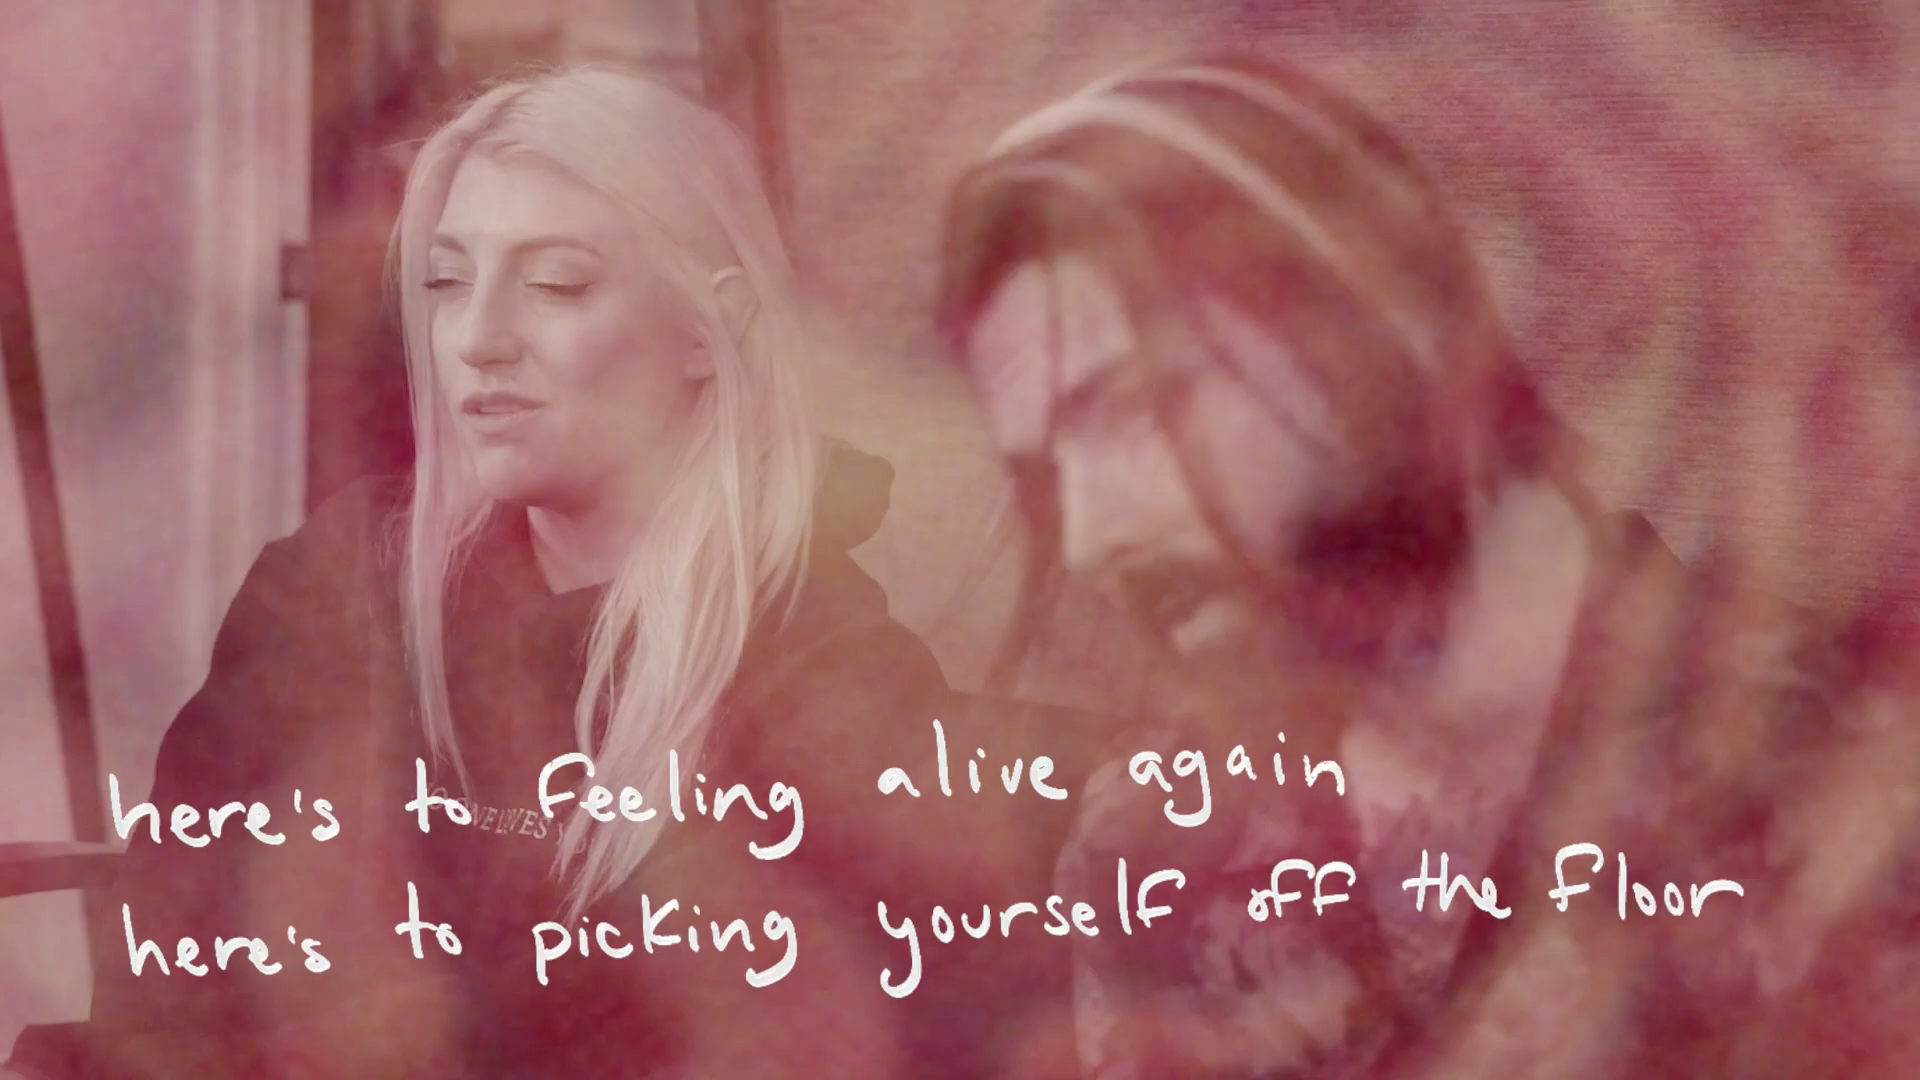 here's to feeling alive again
here's to picking yourself off the floor